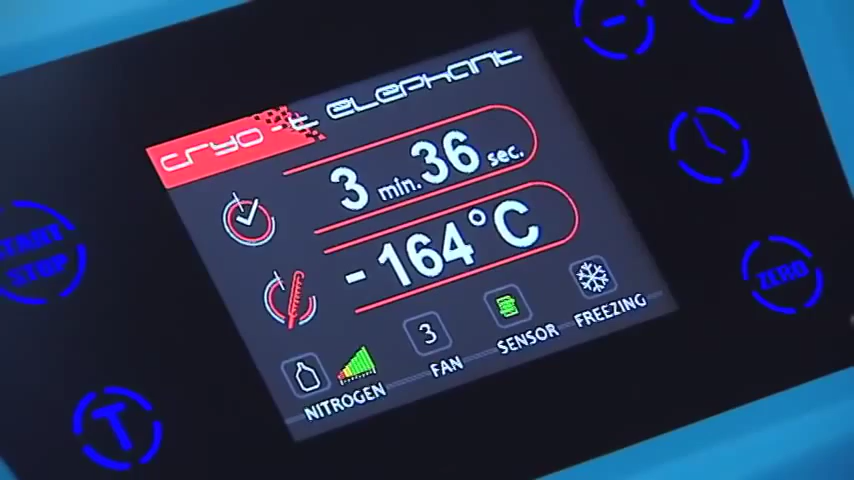 cryo-t elephant
3 min. 36 sec.
- 164°C
3
NITROGEN
FAN
SENSOR
FREEZING
START
STOP
T
-
ZERO